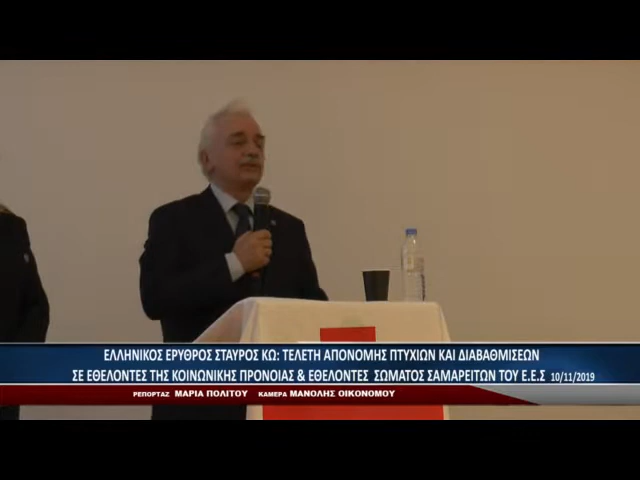 ΕΛΛΗΝΙΚΟΣ ΕΡΥΘΡΟΣ ΣΤΑΥΡΟΣ ΚΩ: ΤΕΛΕΤΗ ΑΠΟΝΟΜΗΣ ΠΤΥΧΙΩΝ ΚΑΙ ΔΙΑΒΑΘΜΙΣΕΩΝ
ΣΕ ΕΘΕΛΟΝΤΕΣ ΤΗΣ ΚΟΙΝΩΝΙΚΗΣ ΠΡΟΝΟΙΑΣ & ΕΘΕΛΟΝΤΕΣ ΣΩΜΑΤΟΣ ΣΑΜΑΡΕΙΤΩΝ ΤΟΥ Ε.Ε.Σ 10/11/2019
ΡΕΠΟΡΤΑΖ ΜΑΡΙΑ ΠΟΛΙΤΟΥ ΚΑΜΕΡΑ ΜΑΝΟΛΗΣ ΟΙΚΟΝΟΜΟΥ